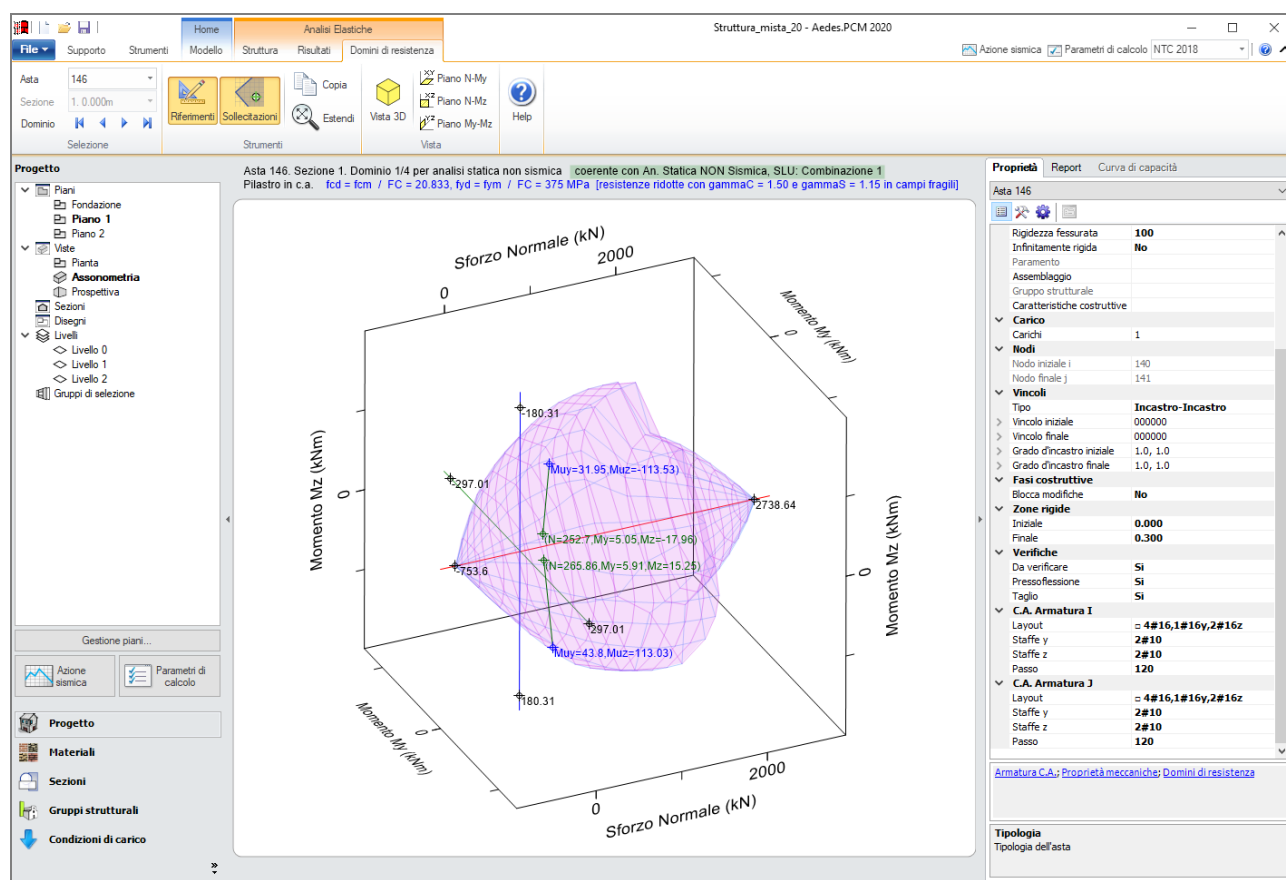 Struttura_mista_20 - Aedes.PCM 2020
Home
Analisi Elastiche
File
Supporto
Strumenti
Modello
Struttura
Risultati
Domini di resistenza
Azione sismica
Parametri di calcolo
NTC 2018
Asta
146
Sezione
1. 0.000m
Dominio
Selezione
Riferimenti
Sollecitazioni
Copia
Estendi
Strumenti
Vista 3D
XY Piano N-My
XZ Piano N-Mz
YZ Piano My-Mz
Vista
Help
Progetto
Piani
Fondazione
Piano 1
Piano 2
Viste
Pianta
Assonometria
Prospettiva
Sezioni
Disegni
Livelli
Livello 0
Livello 1
Livello 2
Gruppi di selezione
Gestione piani...
Azione sismica
Parametri di calcolo
Progetto
Materiali
Sezioni
Gruppi strutturali
Condizioni di carico
Asta 146. Sezione 1. Dominio 1/4 per analisi statica non sismica coerente con An. Statica NON Sismica, SLU: Combinazione 1
Pilastro in c.a. fcd = fcm / FC = 20.833, fyd = fym / FC = 375 MPa [resistenze ridotte con gammaC = 1.50 e gammaS = 1.15 in campi fragili]
Sforzo Normale (kN)
0
2000
Momento My (kNm)
0
Momento Mz (kNm)
0
-180.31
(Muy=31.95,Muz=-113.53)
-297.01
2738.64
(N=252.7,My=5.05,Mz=-17.96)
(N=265.86,My=5.91,Mz=15.25)
-753.6
297.01
(Muy=43.8,Muz=113.03)
180.31
Momento Mz (kNm)
0
Momento My (kNm)
0
0
2000
Sforzo Normale (kN)
Proprietà
Report
Curva di capacità
Asta 146
Rigidezza fessurata 100
Infinitamente rigida No
Paramento
Assemblaggio
Gruppo strutturale
Caratteristiche costruttive
Carico
Carichi 1
Nodi
Nodo iniziale i 140
Nodo finale j 141
Vincoli
Tipo Incastro-Incastro
Vincolo iniziale 000000
Vincolo finale 000000
Grado d'incastro iniziale 1.0, 1.0
Grado d'incastro finale 1.0, 1.0
Fasi costruttive
Blocca modifiche No
Zone rigide
Iniziale 0.000
Finale 0.300
Verifiche
Da verificare Sì
Pressoflessione Sì
Taglio Sì
C.A. Armatura I
Layout □ 4#16,1#16y,2#16z
Staffe y 2#10
Staffe z 2#10
Passo 120
C.A. Armatura J
Layout □ 4#16,1#16y,2#16z
Staffe y 2#10
Staffe z 2#10
Passo 120
Armatura C.A.; Proprietà meccaniche; Domini di resistenza
Tipologia
Tipologia dell'asta